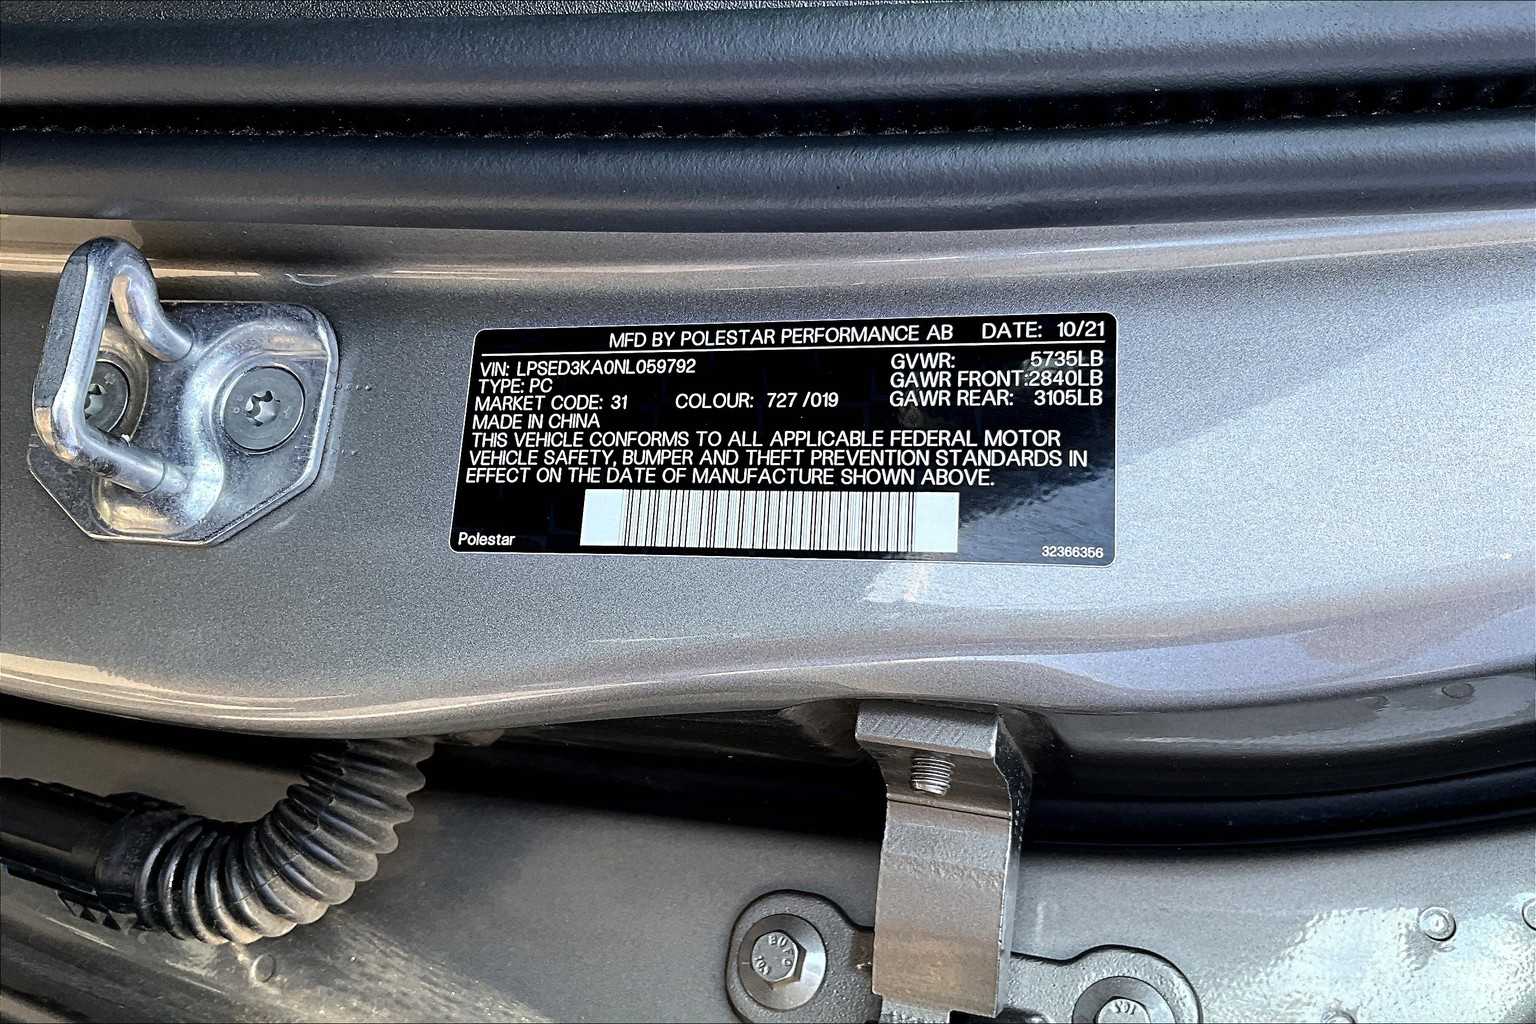 MFD BY POLESTAR PERFORMANCE AB DATE: 10/21
VIN: LPSED3KA0NL059792 GVWR: 5735LB
TYPE: PC GAWR FRONT:2840LB
MARKET CODE: 31 COLOUR: 727 /019 GAWR REAR: 3105LB
MADE IN CHINA
THIS VEHICLE CONFORMS TO ALL APPLICABLE FEDERAL MOTOR
VEHICLE SAFETY, BUMPER AND THEFT PREVENTION STANDARDS IN
EFFECT ON THE DATE OF MANUFACTURE SHOWN ABOVE.
Polestar 32366356